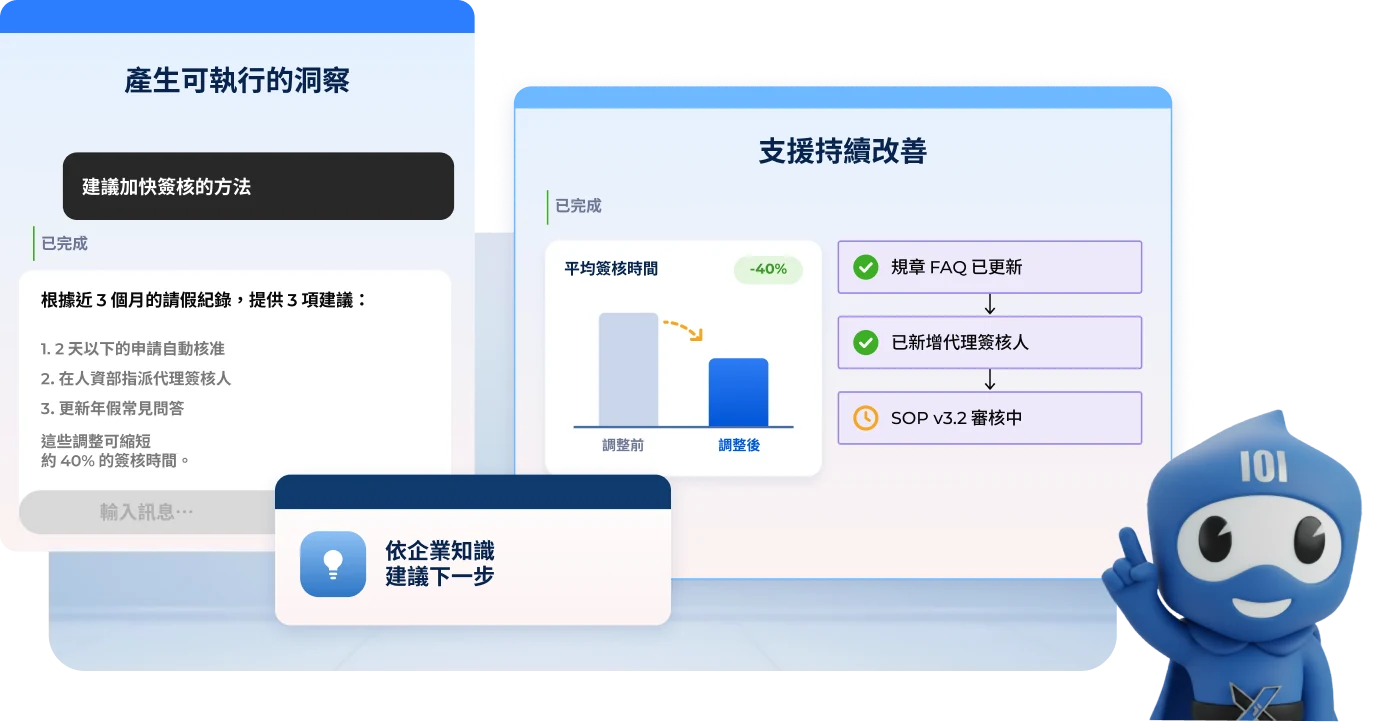 產生可執行的洞察
建議加快簽核的方法
已完成
根據近 3 個月的請假紀錄，提供 3 項建議：
1. 2 天以下的申請自動核准
2. 在人資部指派代理簽核人
3. 更新年假常見問答
這些調整可縮短
約 40% 的簽核時間。
輸入訊息…
支援持續改善
已完成
平均簽核時間
-40%
調整前
調整後
規章 FAQ 已更新
已新增代理簽核人
SOP v3.2 審核中
依企業知識
建議下一步
IOI